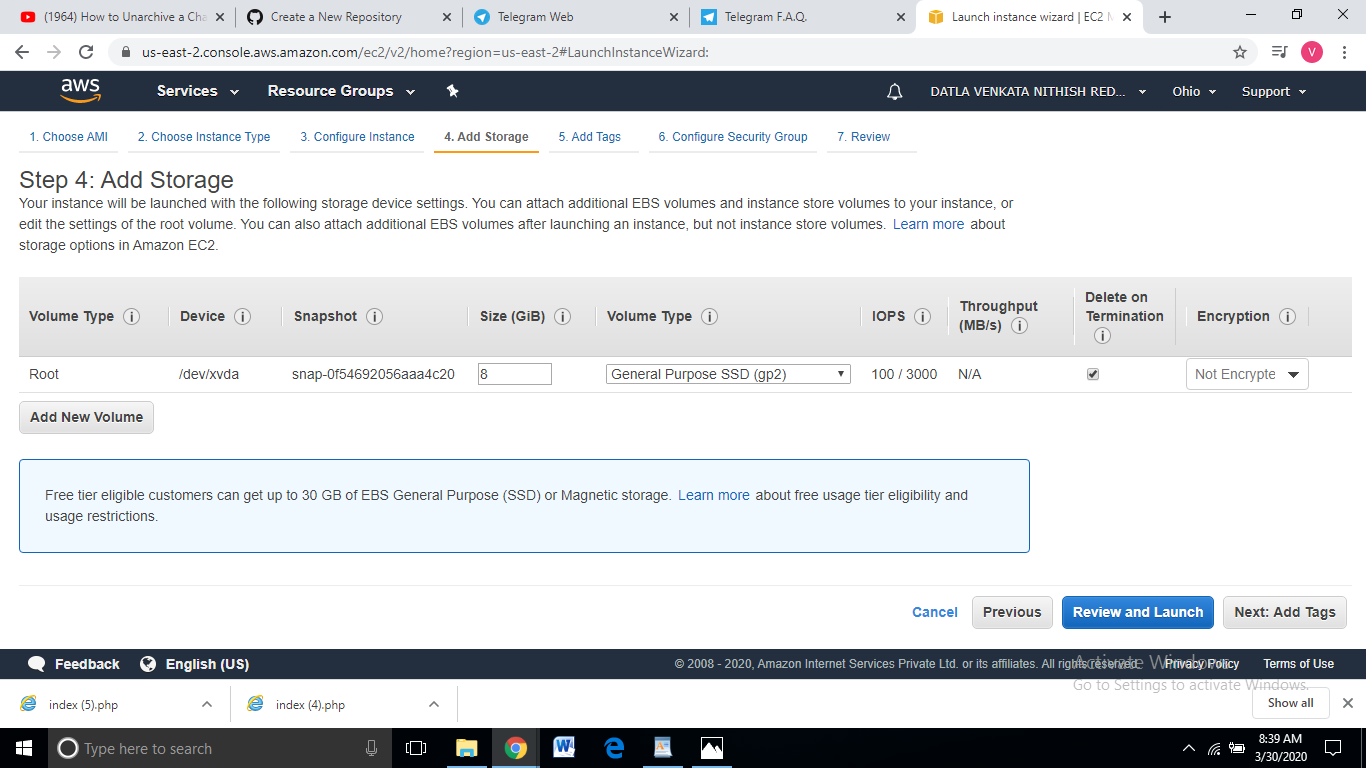 (1964) How to Unarchive a Cha
Create a New Repository
Telegram Web
Telegram F.A.Q.
Launch instance wizard | EC2 M
us-east-2.console.aws.amazon.com/ec2/v2/home?region=us-east-2#LaunchInstanceWizard:
V
aws
Services
Resource Groups
DATLA VENKATA NITHISH RED...
Ohio
Support
1. Choose AMI
2. Choose Instance Type
3. Configure Instance
4. Add Storage
5. Add Tags
6. Configure Security Group
7. Review
Step 4: Add Storage
Your instance will be launched with the following storage device settings. You can attach additional EBS volumes and instance store volumes to your instance, or
edit the settings of the root volume. You can also attach additional EBS volumes after launching an instance, but not instance store volumes. Learn more about
storage options in Amazon EC2.
Volume Type
Device
Snapshot
Size (GiB)
Volume Type
IOPS
Throughput
(MB/s)
Delete on
Termination
Encryption
Root
/dev/xvda
snap-0f54692056aaa4c20
8
General Purpose SSD (gp2)
100 / 3000
N/A
Not Encrypte
Add New Volume
Free tier eligible customers can get up to 30 GB of EBS General Purpose (SSD) or Magnetic storage. Learn more about free usage tier eligibility and
usage restrictions.
Cancel
Previous
Review and Launch
Next: Add Tags
Feedback
English (US)
© 2008 - 2020, Amazon Internet Services Private Ltd. or its affiliates. All rights reserved.
Privacy Policy
Terms of Use
Activate Windows
Go to Settings to activate Windows.
index (5).php
index (4).php
Show all
Type here to search
8:39 AM
3/30/2020